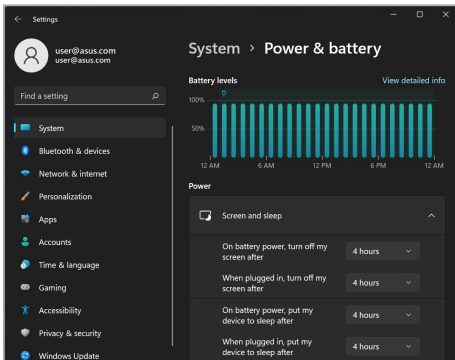 Settings
user@asus.com
user@asus.com
Find a setting
System
Bluetooth & devices
Network & internet
Personalization
Apps
Accounts
Time & language
Gaming
Accessibility
Privacy & security
Windows Update
System > Power & battery
Battery levels
View detailed info
100%
50%
12 AM 6 AM 12 PM 6 PM 12 AM
Power
Screen and sleep
On battery power, turn off my
screen after
4 hours
When plugged in, turn off my
screen after
4 hours
On battery power, put my
device to sleep after
4 hours
When plugged in, put my
device to sleep after
4 hours